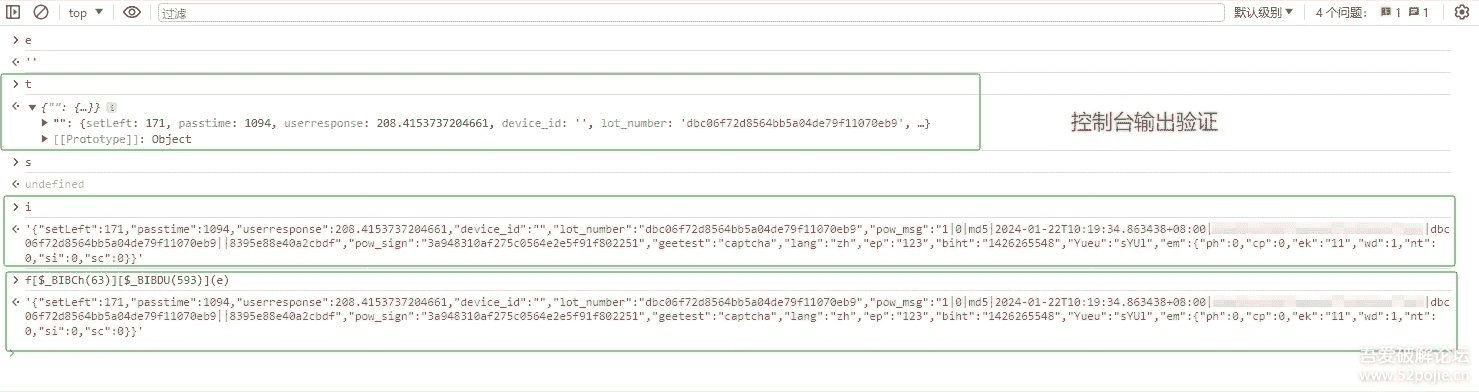 top 过滤 默认级别 4 个问题: 1 1
e
''
t
{"": {…}}
"": {setLeft: 171, passtime: 1094, userresponse: 208.4153737204661, device_id: '', lot_number: 'dbc06f72d8564bb5a04de79f11070eb9', …}
控制台输出验证
[[Prototype]]: Object
s
undefined
i
'{"setLeft":171,"passtime":1094,"userresponse":208.4153737204661,"device_id":"","lot_number":"dbc06f72d8564bb5a04de79f11070eb9","pow_msg":"1|0|md5|2024-01-22T10:19:34.863438+08:00| |dbc
06f72d8564bb5a04de79f11070eb9||8395e88e40a2cbdf","pow_sign":"3a948310af275c0564e2e5f91f802251","geetest":"captcha","lang":"zh","ep":"123","biht":"1426265548","Yueu":"sYUl","em":{"ph":0,"cp":0,"ek":"11","wd":1,"nt":
0,"si":0,"sc":0}}'
f[$_BIBCh(63)][$_BIBDU(593)](e)
'{"setLeft":171,"passtime":1094,"userresponse":208.4153737204661,"device_id":"","lot_number":"dbc06f72d8564bb5a04de79f11070eb9","pow_msg":"1|0|md5|2024-01-22T10:19:34.863438+08:00| |dbc
06f72d8564bb5a04de79f11070eb9||8395e88e40a2cbdf","pow_sign":"3a948310af275c0564e2e5f91f802251","geetest":"captcha","lang":"zh","ep":"123","biht":"1426265548","Yueu":"sYUl","em":{"ph":0,"cp":0,"ek":"11","wd":1,"nt":
0,"si":0,"sc":0}}'
吾爱破解论坛
www.52pojie.cn